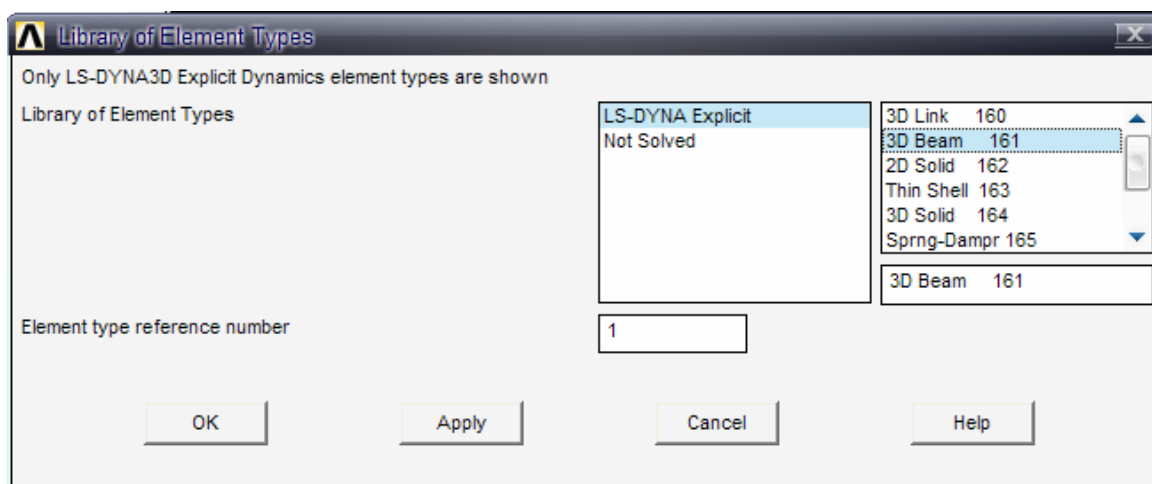 Library of Element Types
X
Only LS-DYNA3D Explicit Dynamics element types are shown
Library of Element Types
LS-DYNA Explicit
Not Solved
3D Link 160
3D Beam 161
2D Solid 162
Thin Shell 163
3D Solid 164
Sprng-Dampr 165
3D Beam 161
Element type reference number
1
OK Apply Cancel Help